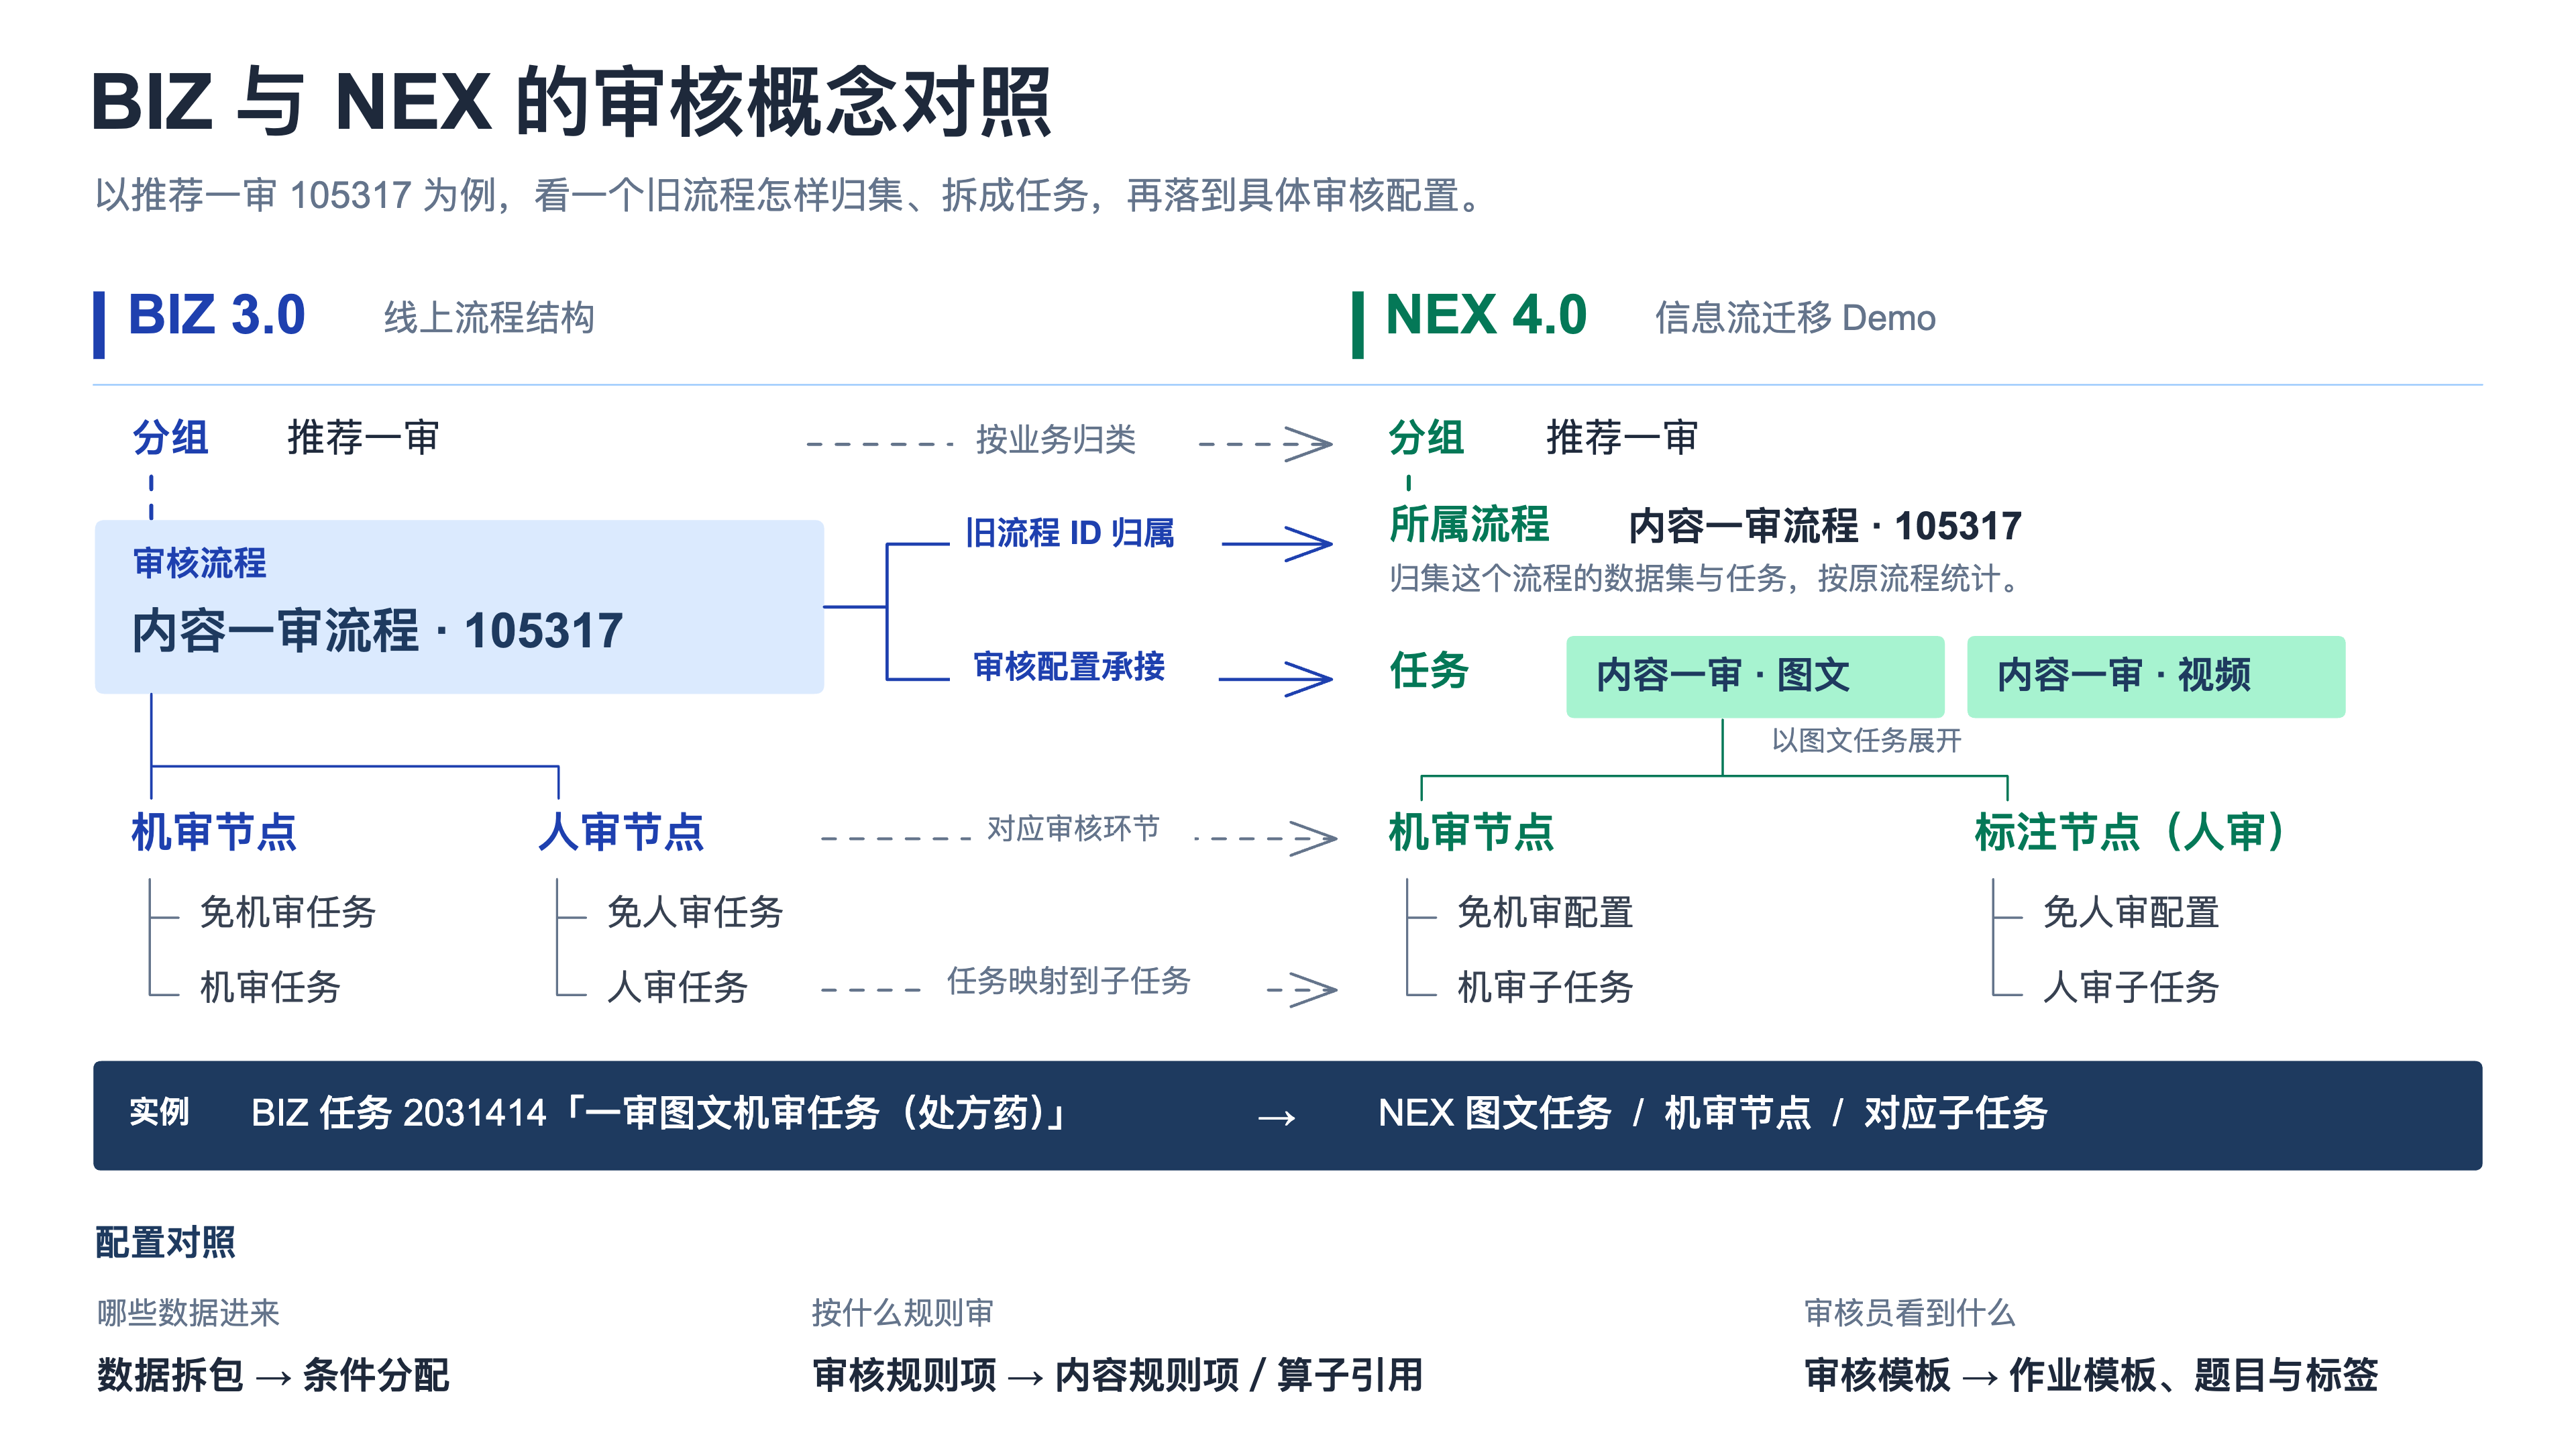 BIZ 与 NEX 的审核概念对照
以推荐一审 105317 为例，看一个旧流程怎样归集、拆成任务，再落到具体审核配置。
BIZ 3.0 线上流程结构
NEX 4.0 信息流迁移 Demo
分组 推荐一审
按业务归类
分组 推荐一审
审核流程
内容一审流程 · 105317
旧流程 ID 归属
所属流程 内容一审流程 · 105317
归集这个流程的数据集与任务，按原流程统计。
审核配置承接
任务 内容一审 · 图文 内容一审 · 视频
以图文任务展开
机审节点 人审节点
对应审核环节
机审节点 标注节点（人审）
免机审任务 免人审任务
免机审配置 免人审配置
机审任务 人审任务
任务映射到子任务
机审子任务 人审子任务
实例 BIZ 任务 2031414「一审图文机审任务（处方药）」 → NEX 图文任务 / 机审节点 / 对应子任务
配置对照
哪些数据进来
数据拆包 → 条件分配
按什么规则审
审核规则项 → 内容规则项 / 算子引用
审核员看到什么
审核模板 → 作业模板、题目与标签